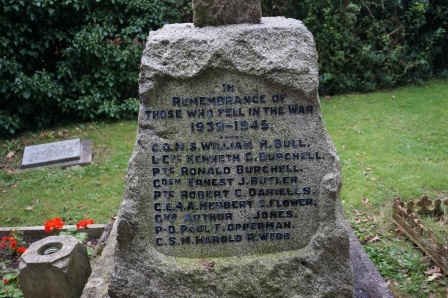 IN
REMEMBRANCE OF
THOSE WHO FELL IN THE WAR
1939-1945.
C.Q.M.S. WILLIAM H. BULL.
L/CPL KENNETH C. BURCHELL.
PTE RONALD BURCHELL.
GDSM ERNEST J. BUTLER.
PTE ROBERT C. DANIELLS.
C.E.A.A. HERBERT S. FLOWER.
GNR ARTHUR JONES.
P.O. PAUL F. OPPERMAN.
C.S.M. HAROLD R. WEBB.